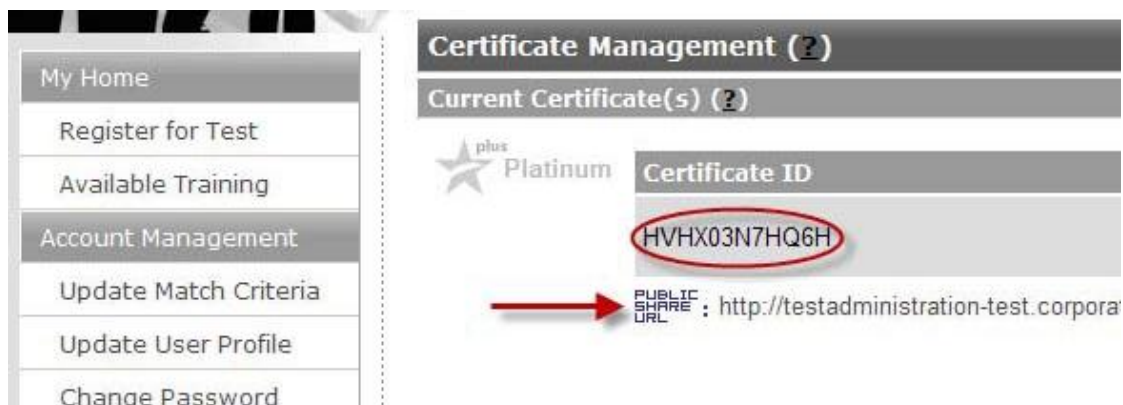 My Home
Register for Test
Available Training
Account Management
Update Match Criteria
Update User Profile
Change Password
Certificate Management (?)
Current Certificate(s) (?)
plus
Platinum
Certificate ID
HVHX03N7HQ6H
PUBLIC
SHARE : http://testadministration-test.corporat
URL